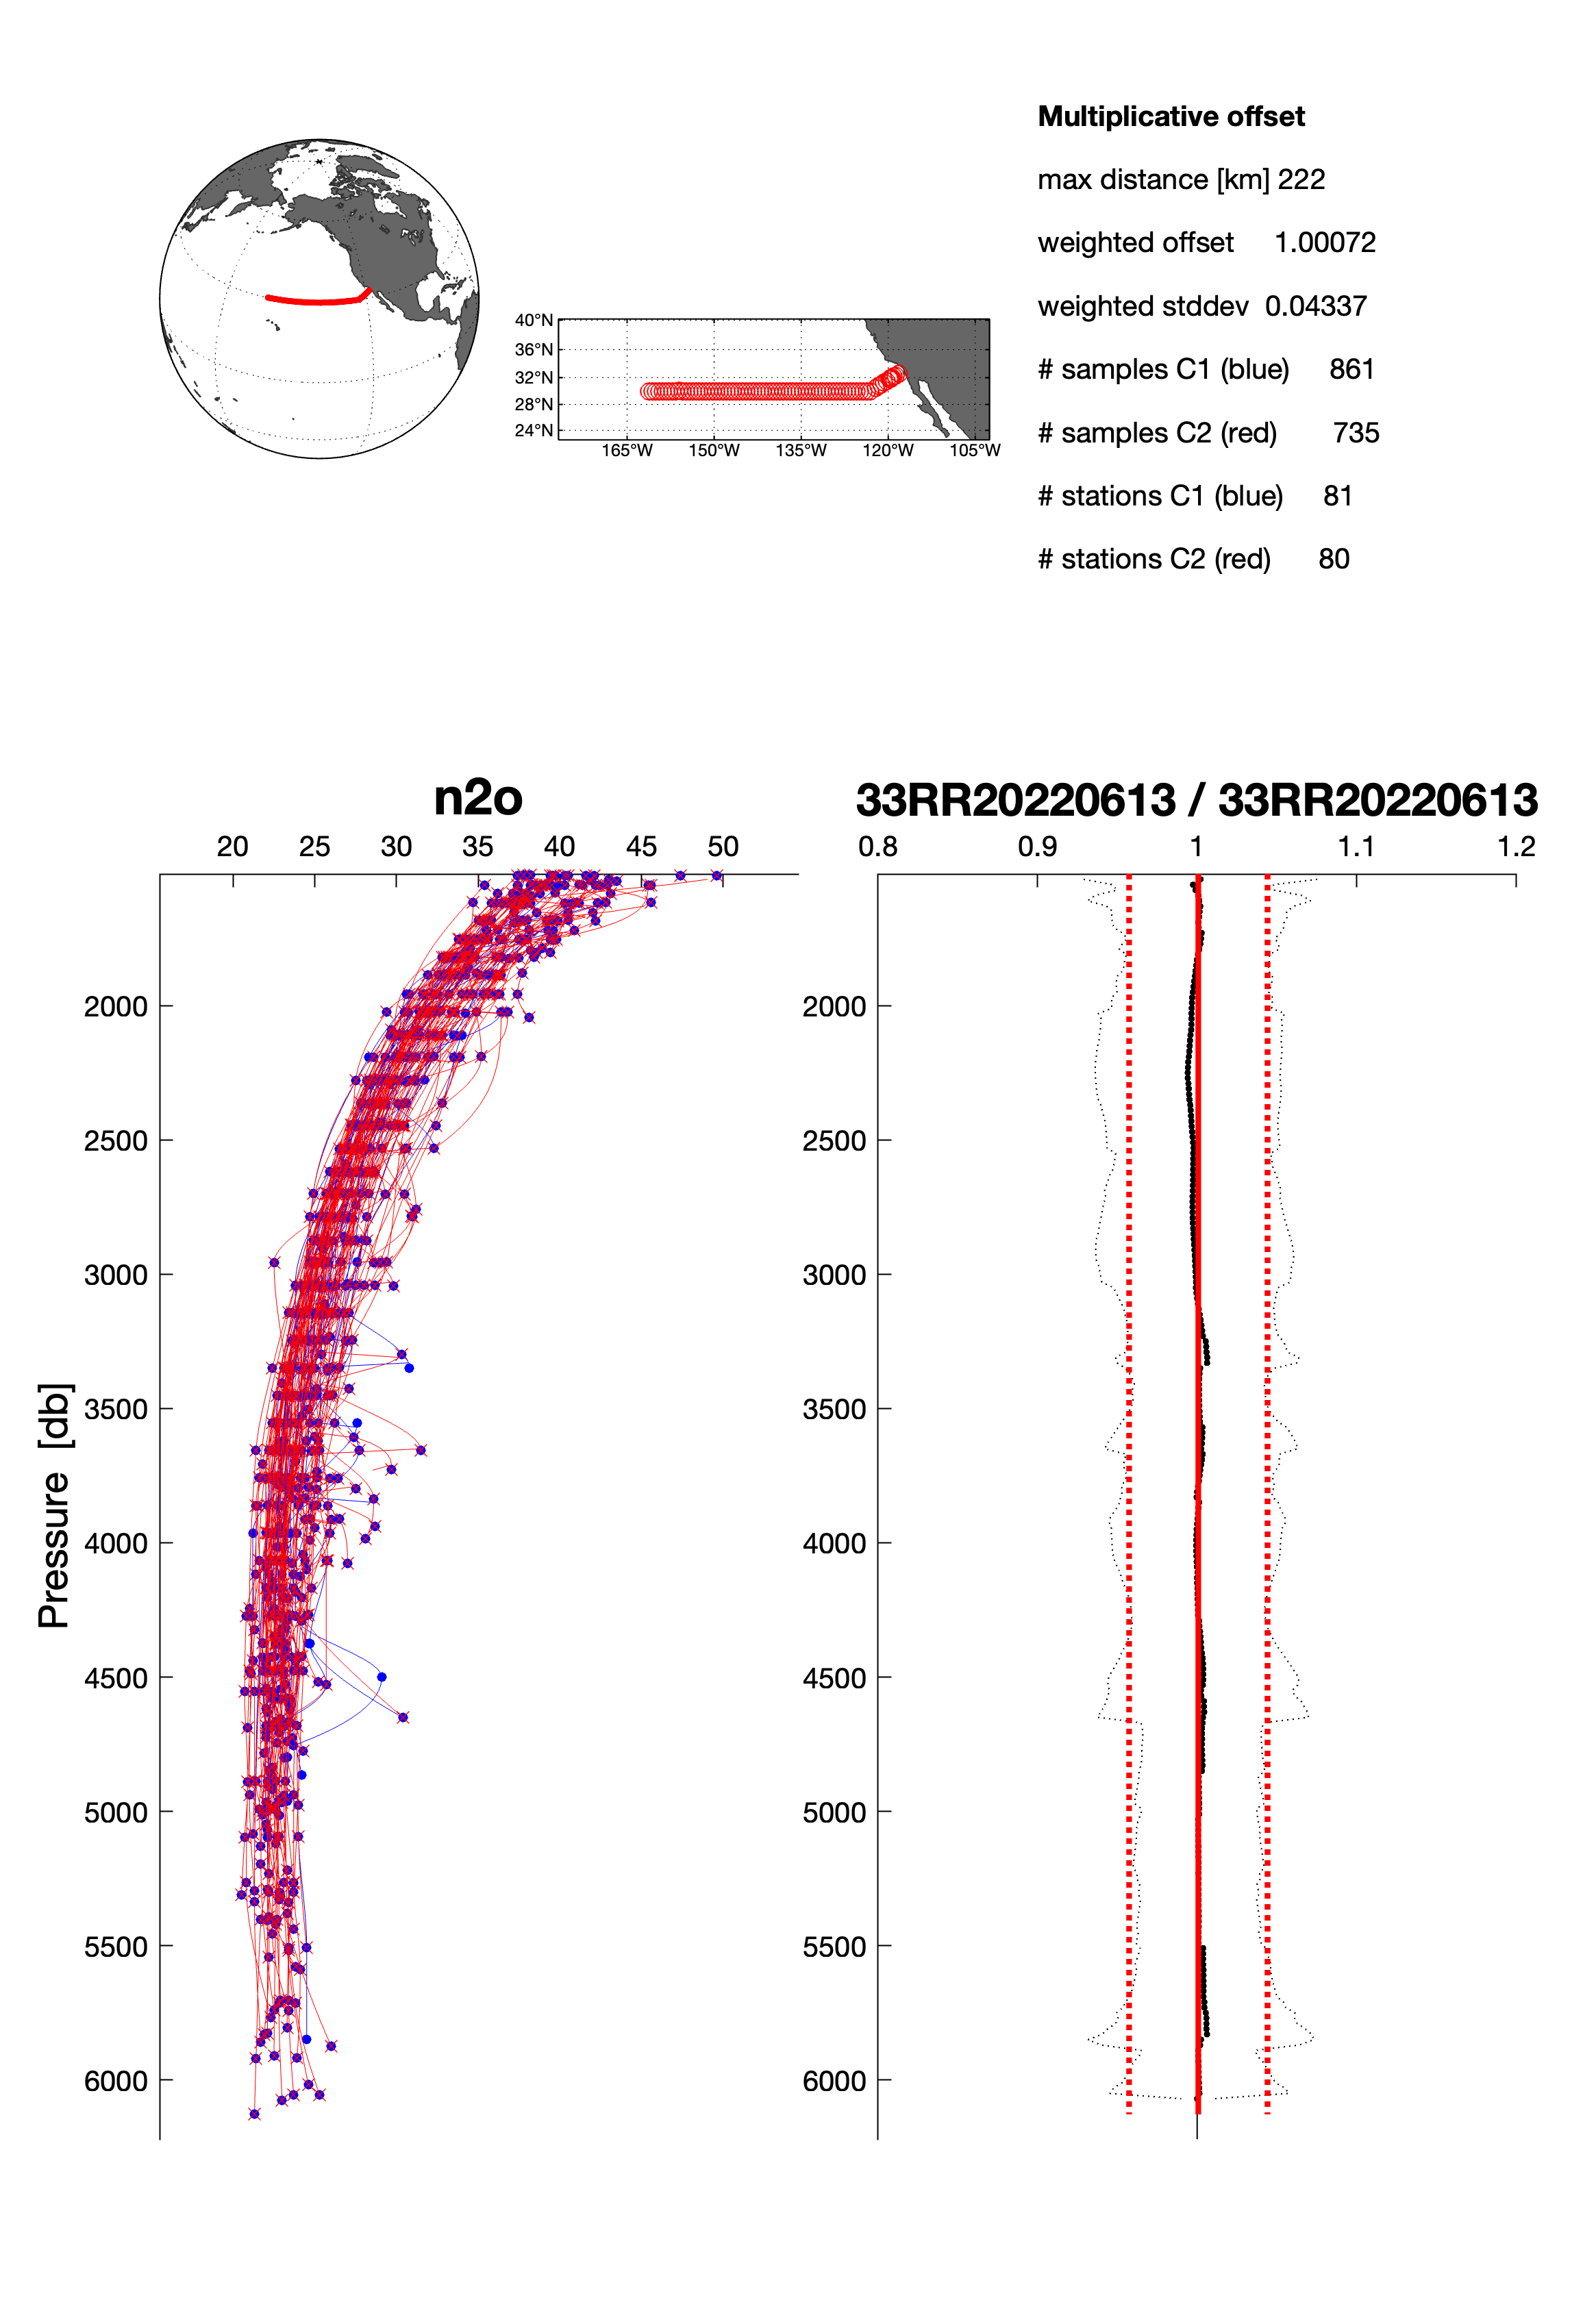 Multiplicative offset
max distance [km] 222
weighted offset 1.00072
weighted stddev 0.04337
# samples C1 (blue) 861
# samples C2 (red) 735
# stations C1 (blue) 81
# stations C2 (red) 80
40°N
36°N
32°N
28°N
24°N
165°W 150°W 135°W 120°W 105°W
n2o
20 25 30 35 40 45 50
Pressure [db]
2000
2500
3000
3500
4000
4500
5000
5500
6000
33RR20220613 / 33RR20220613
0.8 0.9 1 1.1 1.2
2000
2500
3000
3500
4000
4500
5000
5500
6000